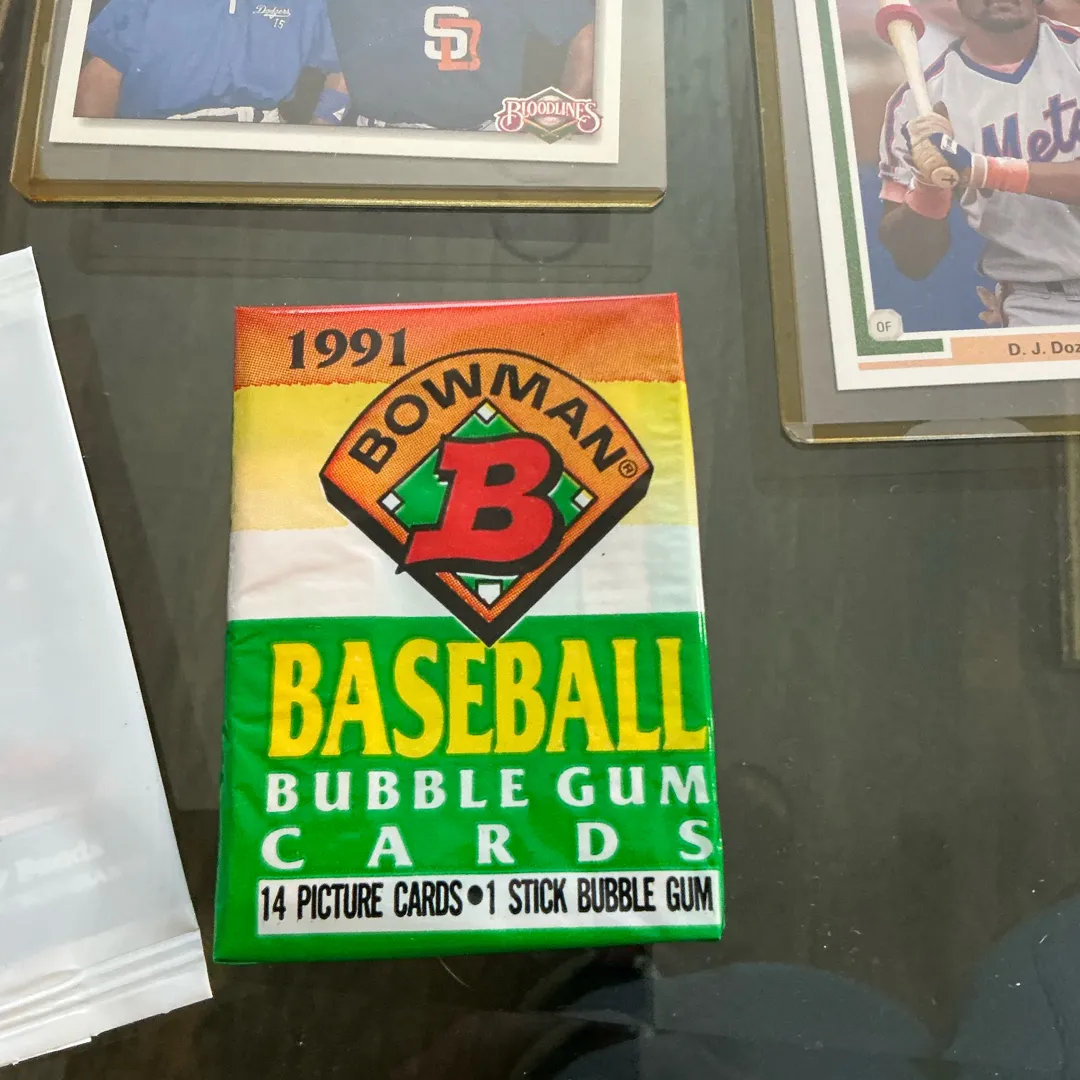 Dodgers
15
SD
BLOODLINES
Mets
OF
D. J. Doz
1991
BOWMAN®
B
BASEBALL
BUBBLE GUM
CARDS
14 PICTURE CARDS • 1 STICK BUBBLE GUM